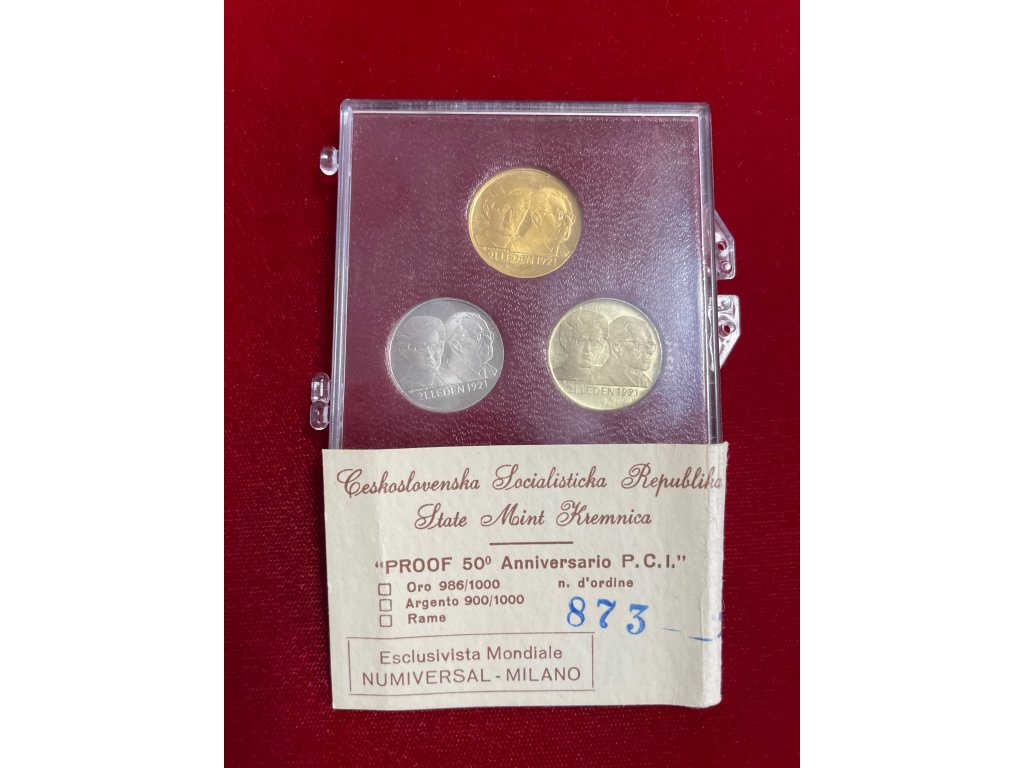 21.LEDEN 1921
21.LEDEN 1921
21.LEDEN 1921
Ceskoslovenska Socialisticka Republika
State Mint Kremnica
"PROOF 50º Anniversario P.C.I."
Oro 986/1000 n. d'ordine
Argento 900/1000
Rame
873
Esclusivista Mondiale
NUMIVERSAL - MILANO